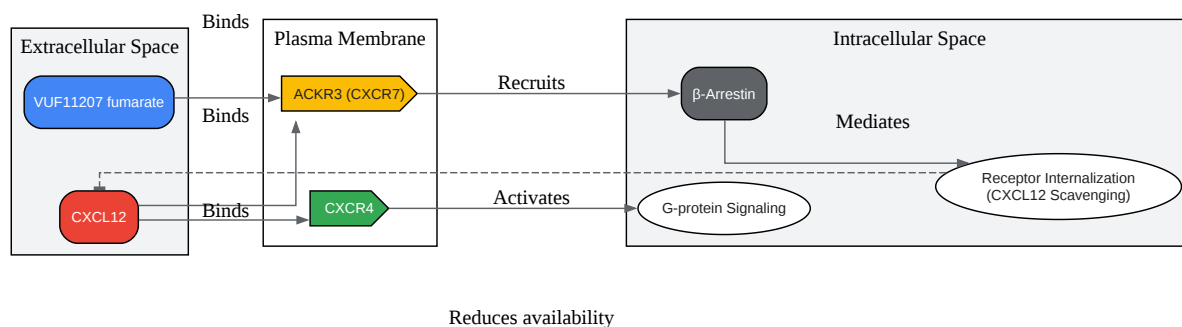 Binds
Extracellular Space
Plasma Membrane
Intracellular Space
VUF11207 fumarate
ACKR3 (CXCR7)
Recruits
β-Arrestin
Binds
Mediates
Receptor Internalization
(CXCL12 Scavenging)
CXCL12
Binds
CXCR4
Activates
G-protein Signaling
Reduces availability